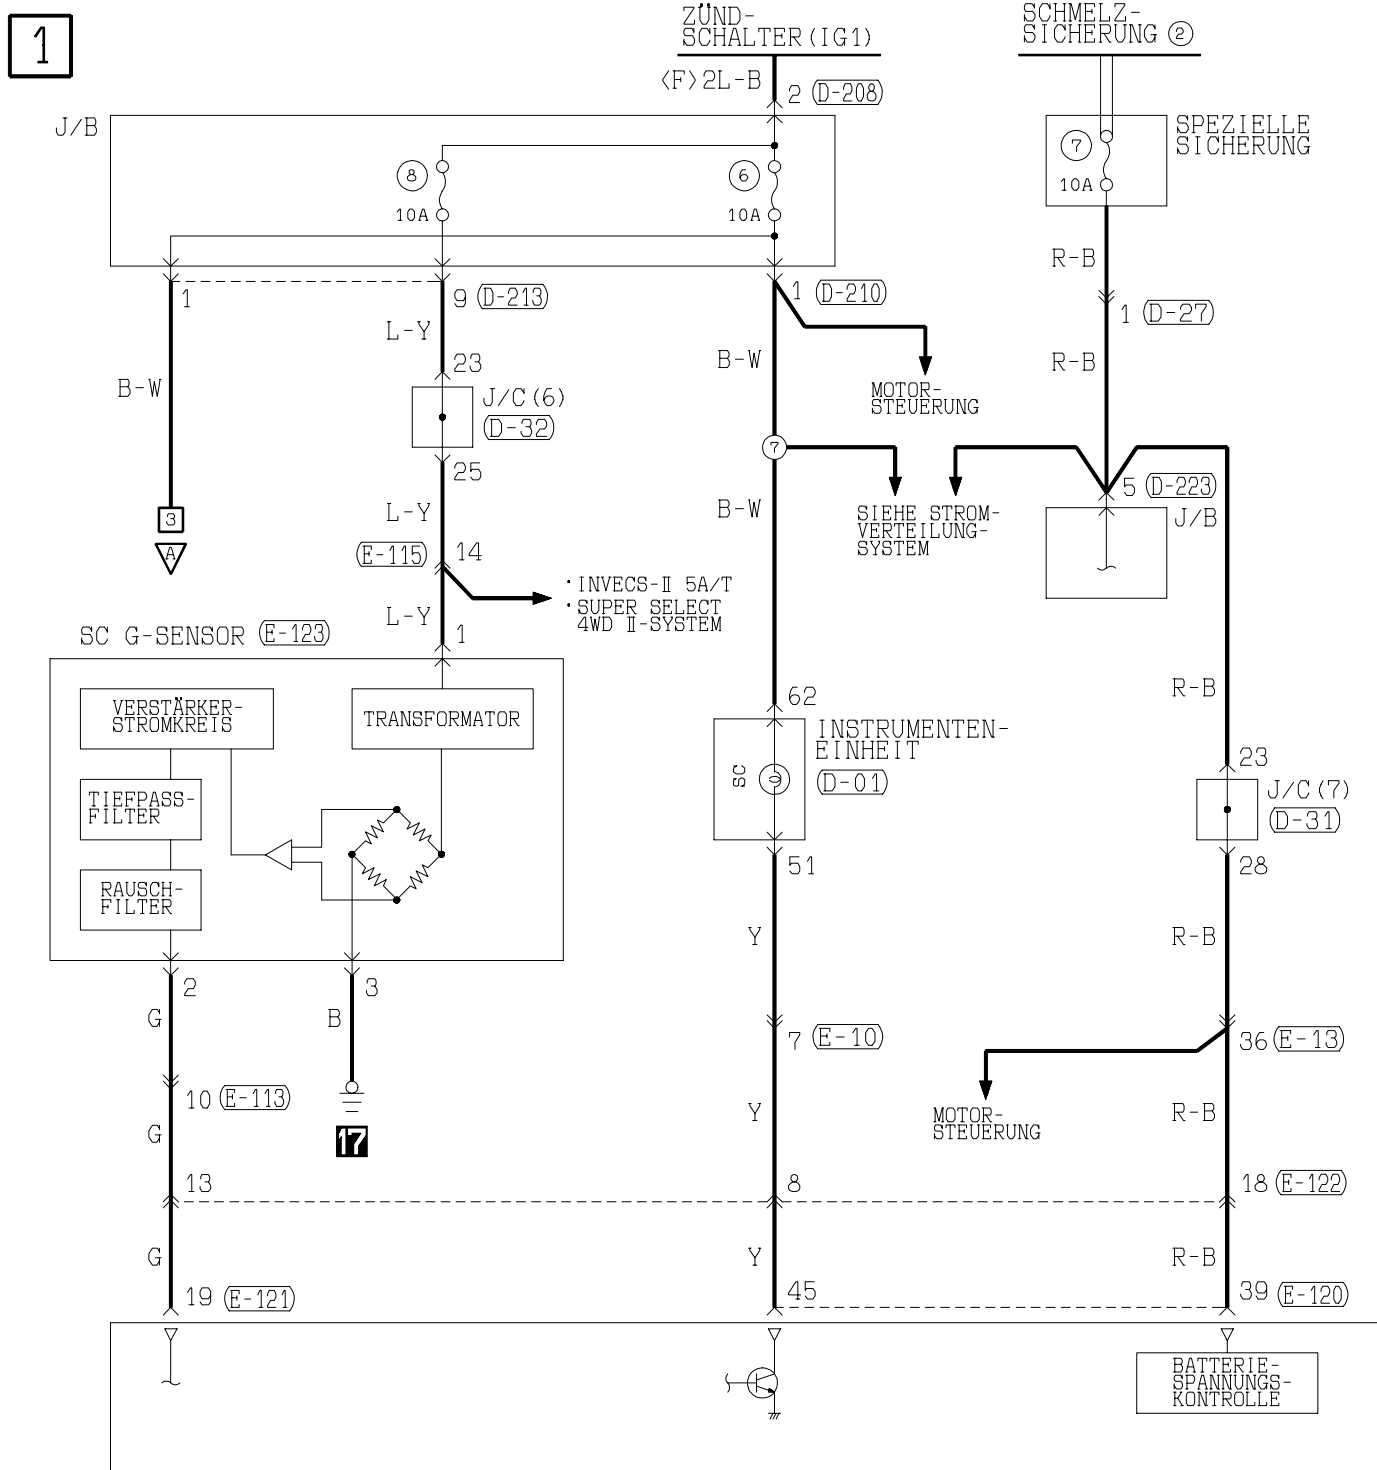 1
ZÜND-
SCHALTER (IG1)
SCHMELZ-
SICHERUNG ②
〈F〉2L-B
2 (D-208)
J/B
SPEZIELLE
SICHERUNG
8
10A
6
10A
7
10A
R-B
1
9 (D-213)
1 (D-210)
1 (D-27)
L-Y
B-W
R-B
23
B-W
MOTOR-
STEUERUNG
J/C (6)
(D-32)
7
25
5 (D-223)
L-Y
B-W
SIEHE STROM-
VERTEILUNG-
SYSTEM
J/B
3
A
(E-115) 14
· INVECS-Ⅱ 5A/T
· SUPER SELECT
4WD Ⅱ-SYSTEM
L-Y
1
SC G-SENSOR (E-123)
R-B
62
VERSTÄRKER-
STROMKREIS
TRANSFORMATOR
INSTRUMENTEN-
EINHEIT
(D-01)
SC
23
J/C (7)
(D-31)
TIEFPASS-
FILTER
51
28
RAUSCH-
FILTER
Y
R-B
2
3
G
B
7 (E-10)
36 (E-13)
10 (E-113)
Y
MOTOR-
STEUERUNG
R-B
G
17
13
8
18 (E-122)
G
Y
R-B
19 (E-121)
45
39 (E-120)
BATTERIE-
SPANNUNGS-
KONTROLLE